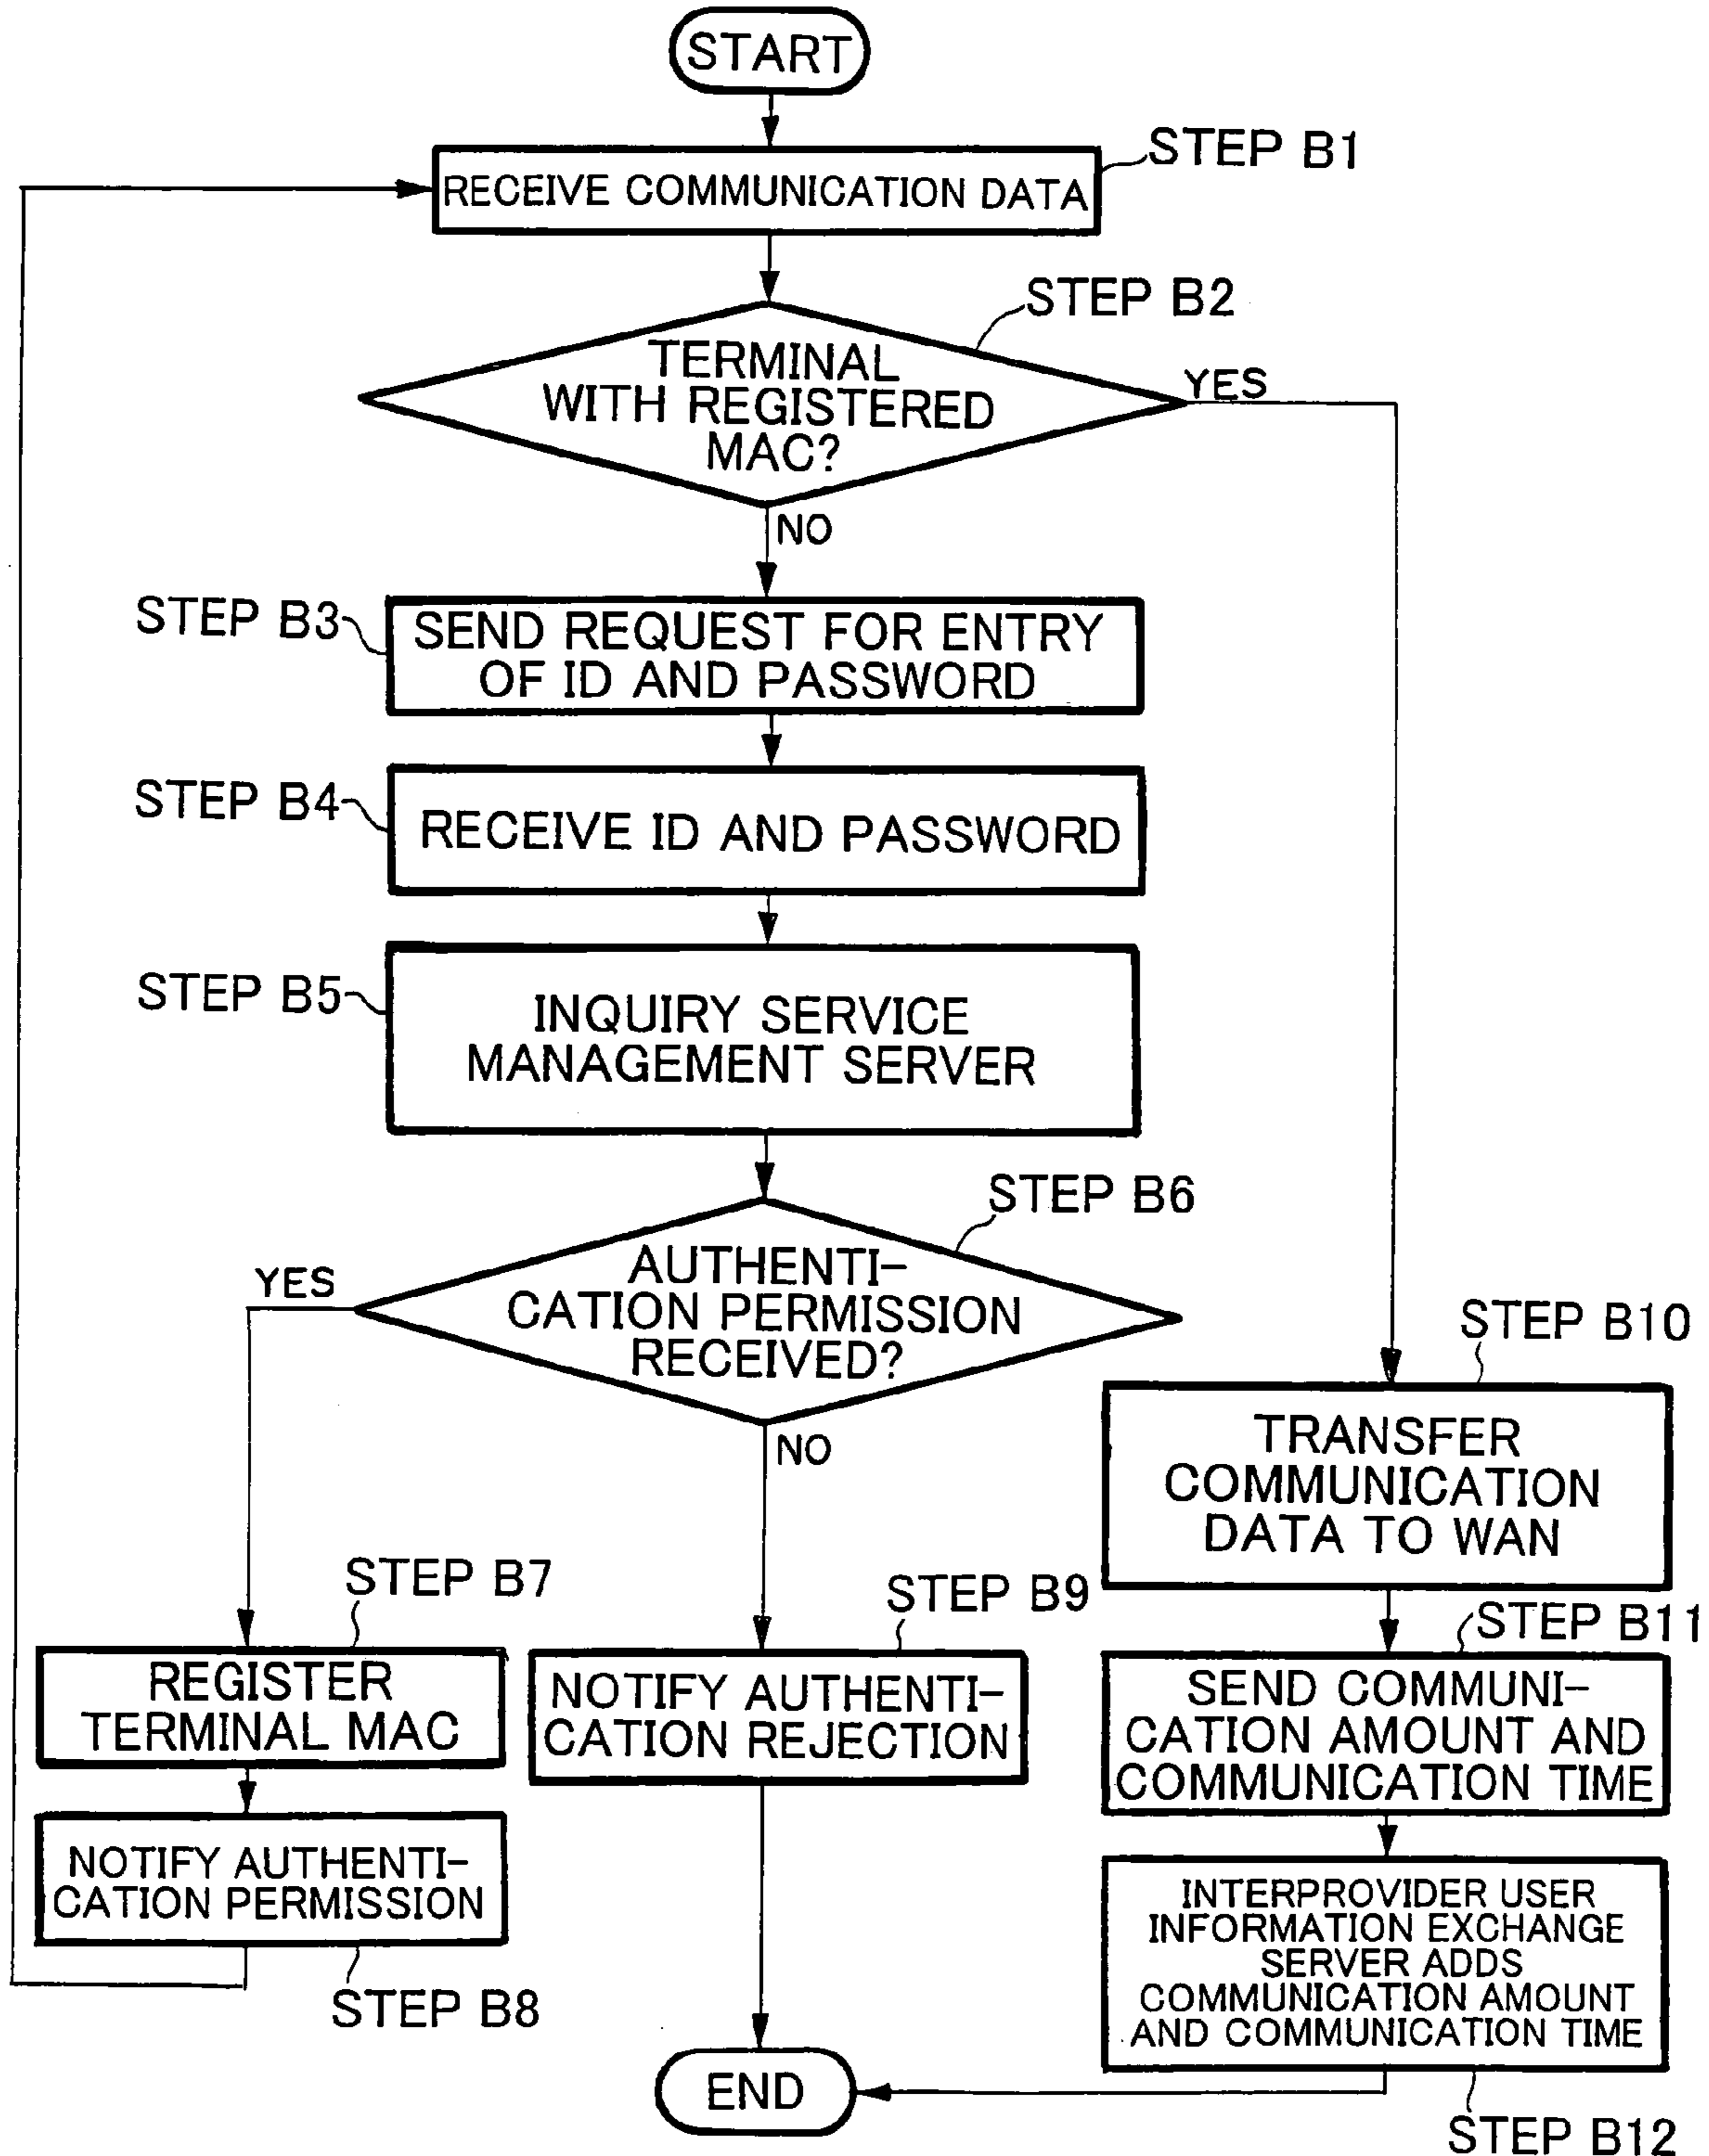 START
STEP B1
RECEIVE COMMUNICATION DATA
STEP B2
TERMINAL
WITH REGISTERED
MAC?
YES
NO
STEP B3
SEND REQUEST FOR ENTRY
OF ID AND PASSWORD
STEP B4
RECEIVE ID AND PASSWORD
STEP B5
INQUIRY SERVICE
MANAGEMENT SERVER
STEP B6
AUTHENTI-
CATION PERMISSION
RECEIVED?
YES
NO
STEP B7
REGISTER
TERMINAL MAC
NOTIFY AUTHENTI-
CATION PERMISSION
STEP B8
STEP B9
NOTIFY AUTHENTI-
CATION REJECTION
STEP B10
TRANSFER
COMMUNICATION
DATA TO WAN
STEP B11
SEND COMMUNI-
CATION AMOUNT AND
COMMUNICATION TIME
INTERPROVIDER USER
INFORMATION EXCHANGE
SERVER ADDS
COMMUNICATION AMOUNT
AND COMMUNICATION TIME
STEP B12
END